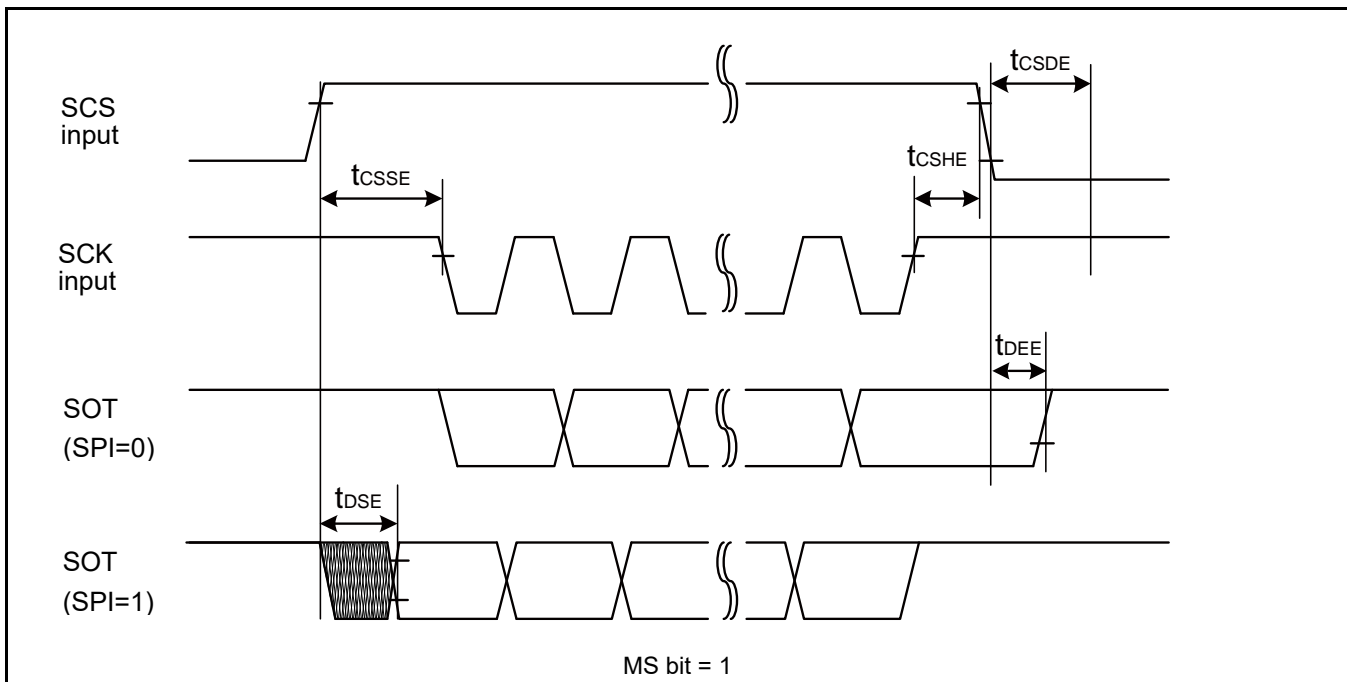 tCSDE
SCS
input
tCSHE
tCSSE
SCK
input
tDEE
SOT
(SPI=0)
tDSE
SOT
(SPI=1)
MS bit = 1